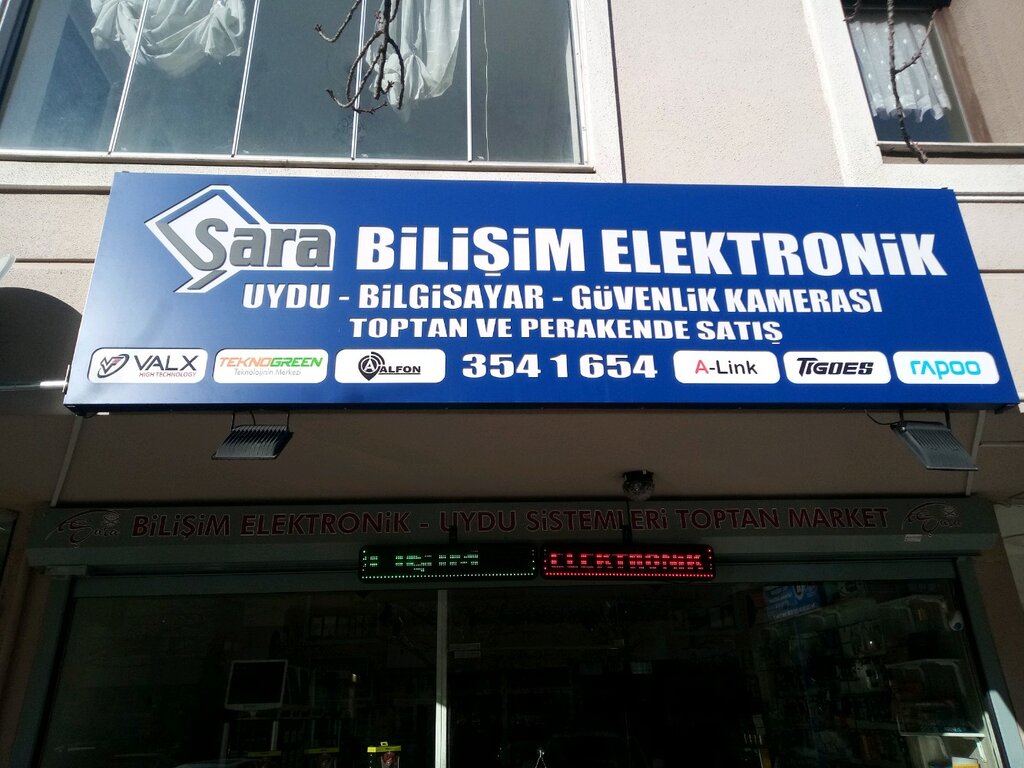 Sara BİLİŞİM ELEKTRONİK
UYDU - BİLGİSAYAR - GÜVENLİK KAMERASI
TOPTAN VE PERAKENDE SATIŞ
VALX HIGH TECHNOLOGY
TEKNOGREEN Teknolojinin Merkezi
ALFON
354 1 654
A-Link
TIGOES
rapoo
BİLİŞİM ELEKTRONİK - UYDU SİSTEMLERİ TOPTAN MARKET
ELEKTRONİK